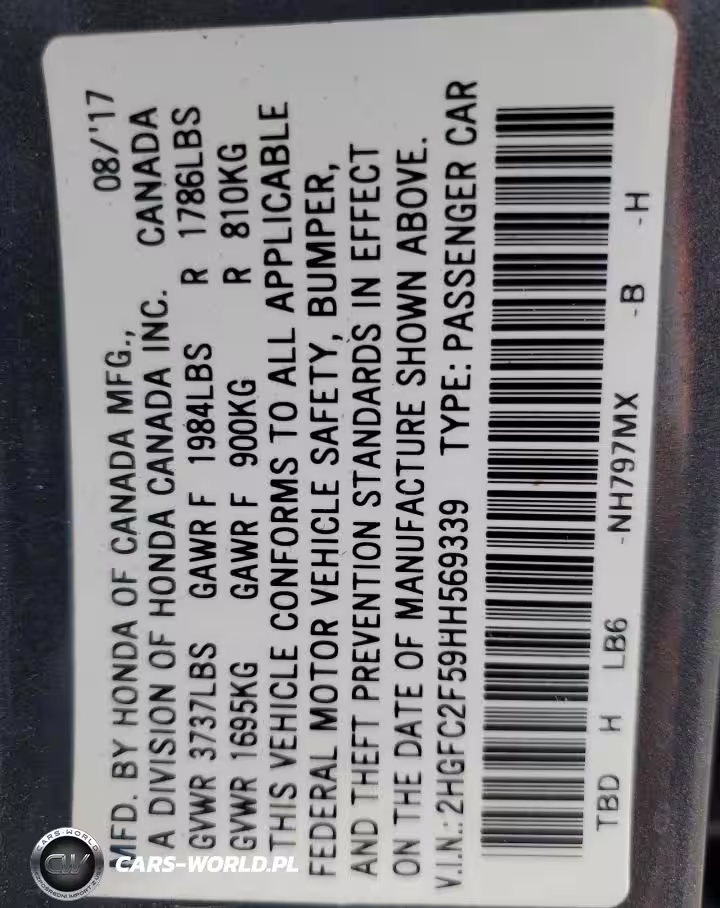 MFD. BY HONDA OF CANADA MFG., 08/'17
A DIVISION OF HONDA CANADA INC. CANADA
GVWR 3737LBS GAWR F 1984LBS R 1786LBS
GVWR 1695KG GAWR F 900KG R 810KG
THIS VEHICLE CONFORMS TO ALL APPLICABLE
FEDERAL MOTOR VEHICLE SAFETY, BUMPER,
AND THEFT PREVENTION STANDARDS IN EFFECT
ON THE DATE OF MANUFACTURE SHOWN ABOVE.
V.I.N.: 2HGFC2F59HH569339 TYPE: PASSENGER CAR
TBD H LB6 -NH797MX -B -H
CARS-WORLD
CW
CARS-WORLD.PL